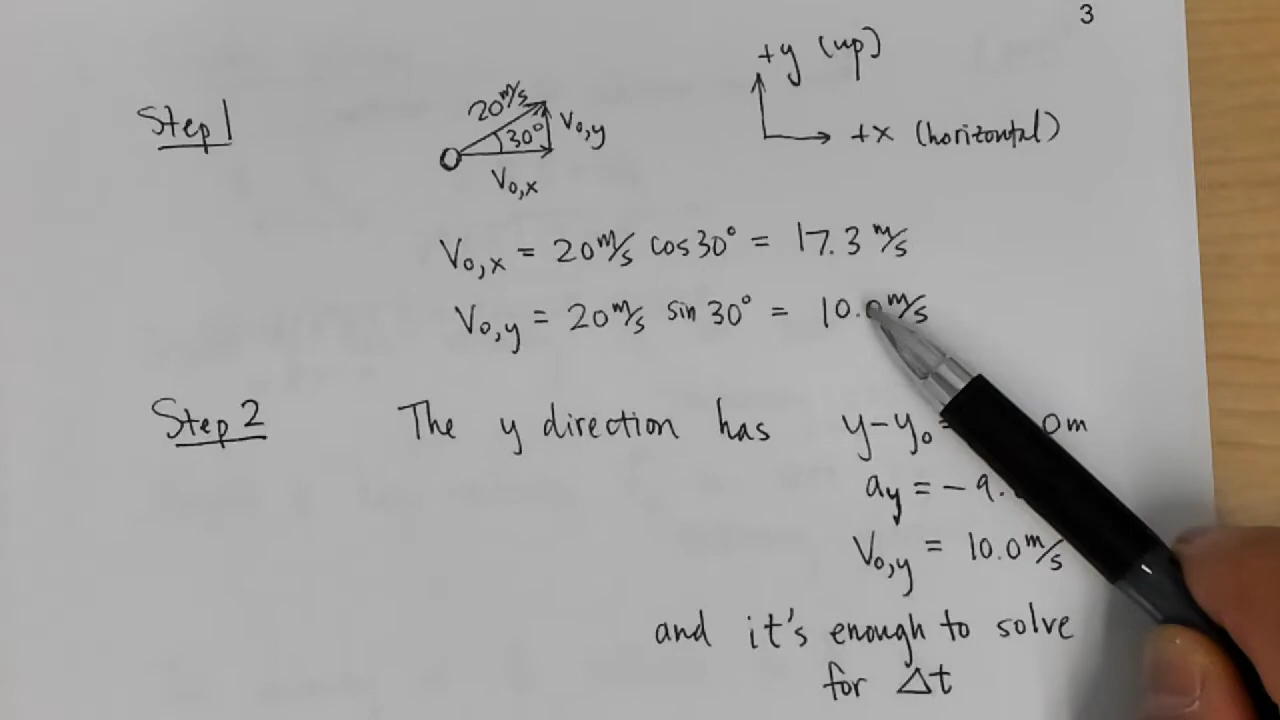 3
+y (up)
Step 1
20 m/s
30°
V₀,y
V₀,x
+x (horizontal)
V₀,x = 20 m/s cos 30° = 17.3 m/s
V₀,y = 20 m/s sin 30° = 10.0 m/s
Step 2 The y direction has y-y₀ = 0m
ay = -9.
V₀,y = 10.0 m/s
and it's enough to solve
for Δt